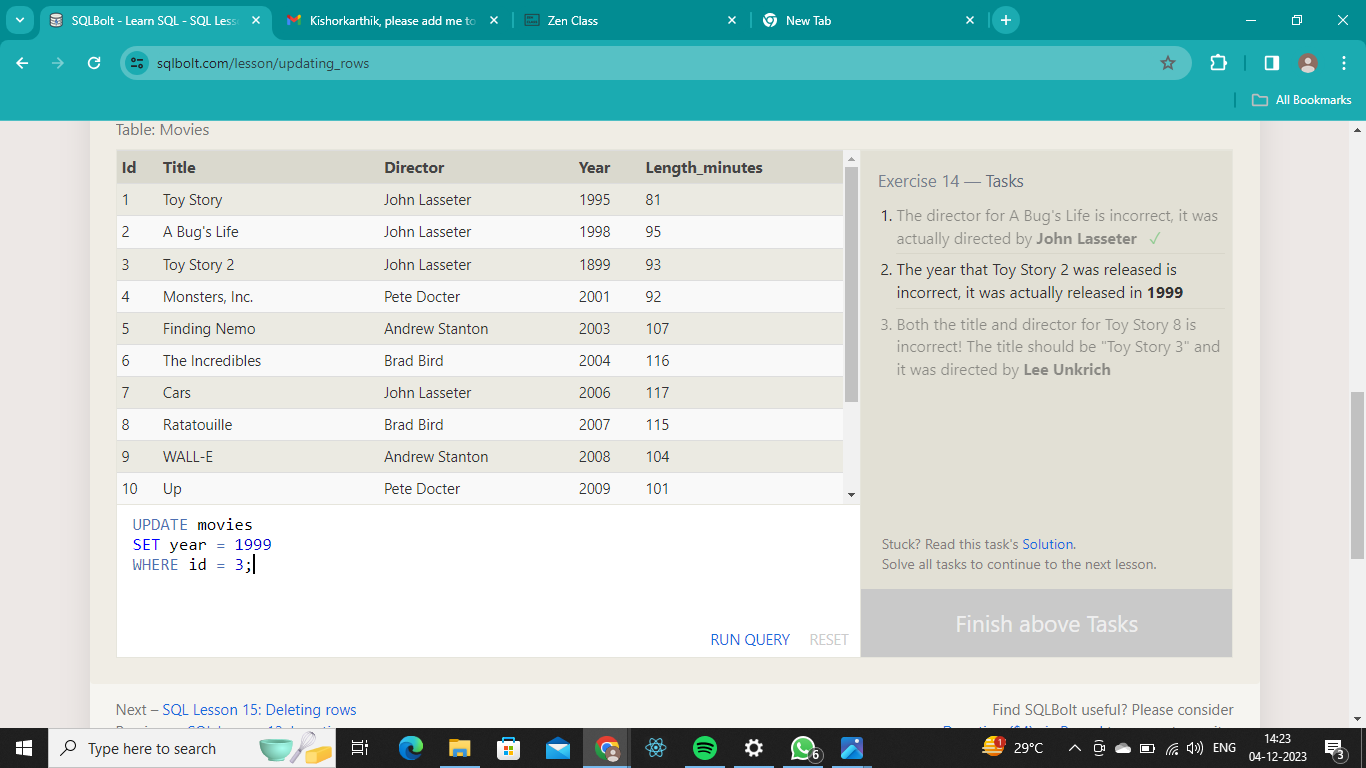 SQLBolt - Learn SQL - SQL Less
Kishorkarthik, please add me to
Zen Class
New Tab
sqlbolt.com/lesson/updating_rows
All Bookmarks
Table: Movies
Id Title Director Year Length_minutes
1 Toy Story John Lasseter 1995 81
2 A Bug's Life John Lasseter 1998 95
3 Toy Story 2 John Lasseter 1899 93
4 Monsters, Inc. Pete Docter 2001 92
5 Finding Nemo Andrew Stanton 2003 107
6 The Incredibles Brad Bird 2004 116
7 Cars John Lasseter 2006 117
8 Ratatouille Brad Bird 2007 115
9 WALL-E Andrew Stanton 2008 104
10 Up Pete Docter 2009 101
UPDATE movies
SET year = 1999
WHERE id = 3;
RUN QUERY RESET
Exercise 14 — Tasks
1. The director for A Bug's Life is incorrect, it was
actually directed by John Lasseter ✓
2. The year that Toy Story 2 was released is
incorrect, it was actually released in 1999
3. Both the title and director for Toy Story 8 is
incorrect! The title should be "Toy Story 3" and
it was directed by Lee Unkrich
Stuck? Read this task's Solution.
Solve all tasks to continue to the next lesson.
Finish above Tasks
Next – SQL Lesson 15: Deleting rows
Find SQLBolt useful? Please consider
Type here to search
6
1
29°C
ENG
14:23
04-12-2023
3